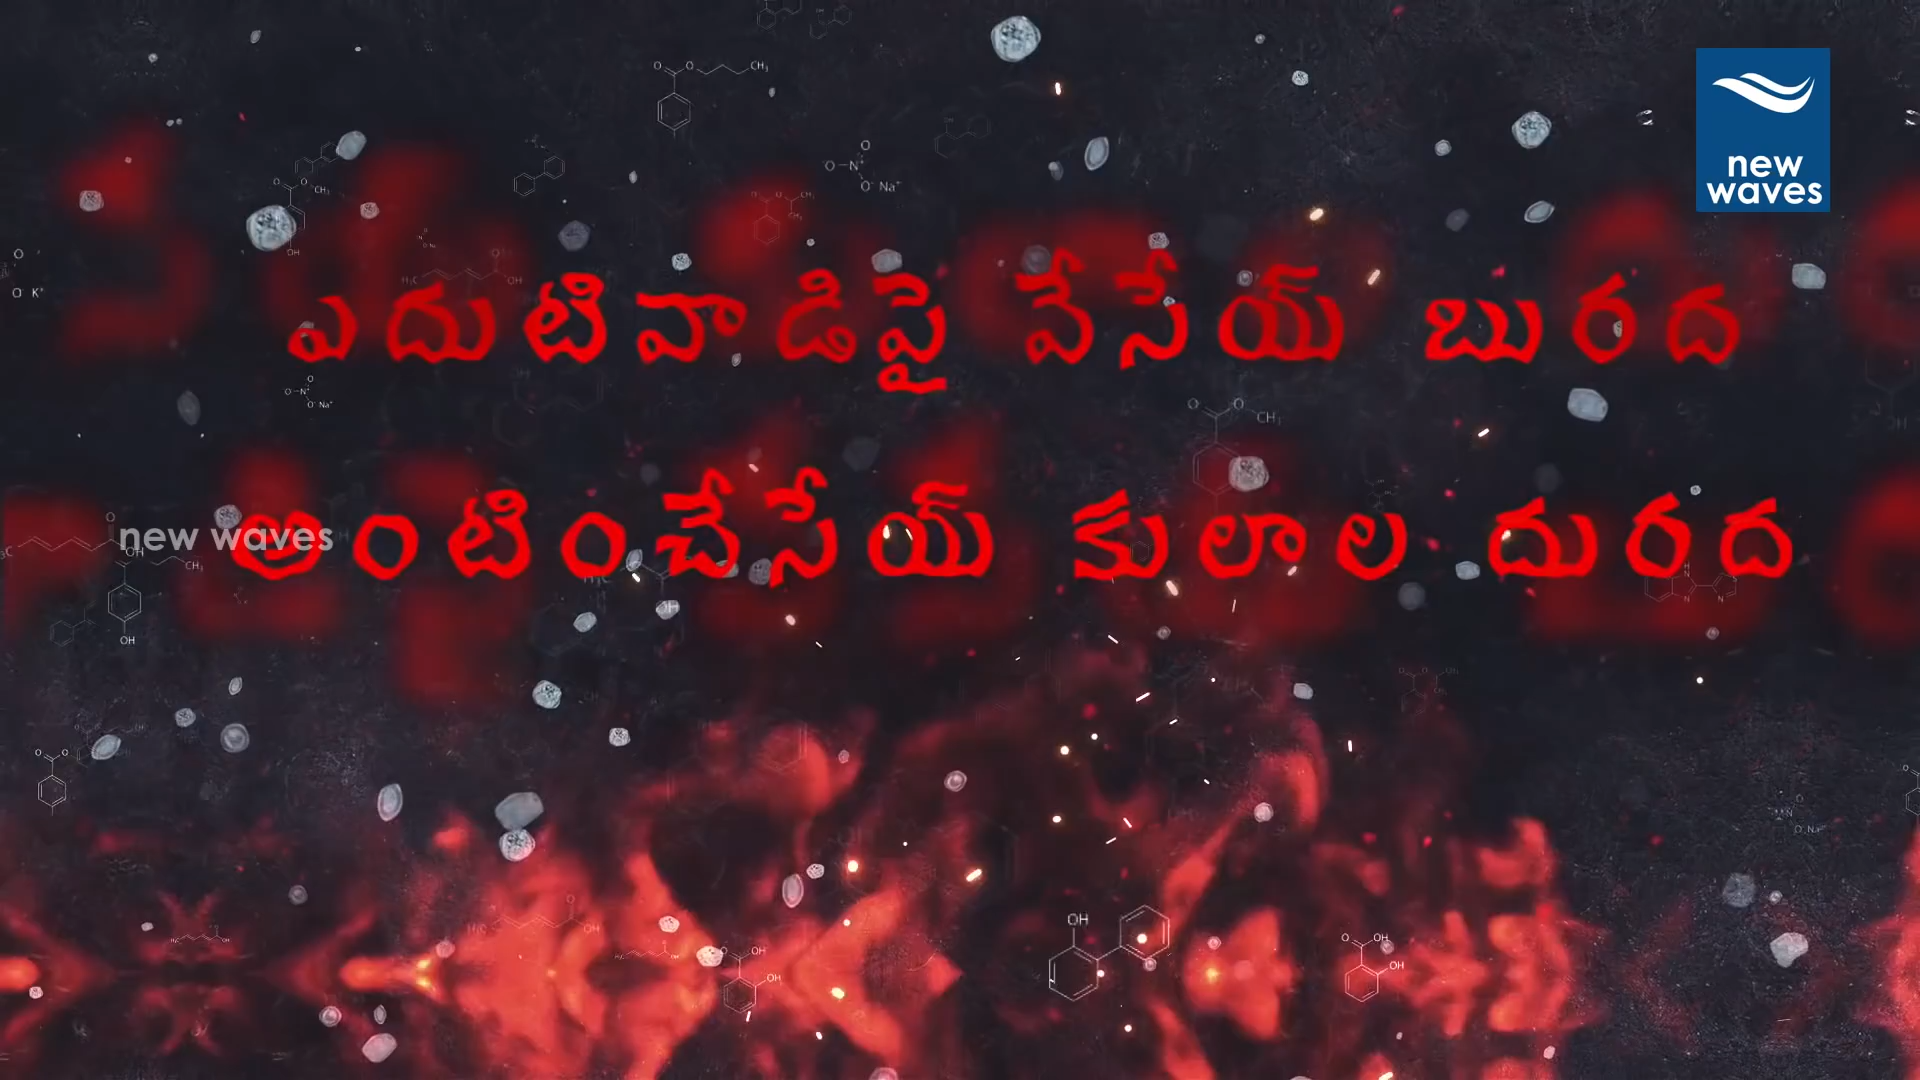 new
waves
ఎదుటివాడిపై వేసేయ్ బురద
అంటించేసేయ్ కులాల దురద
new waves